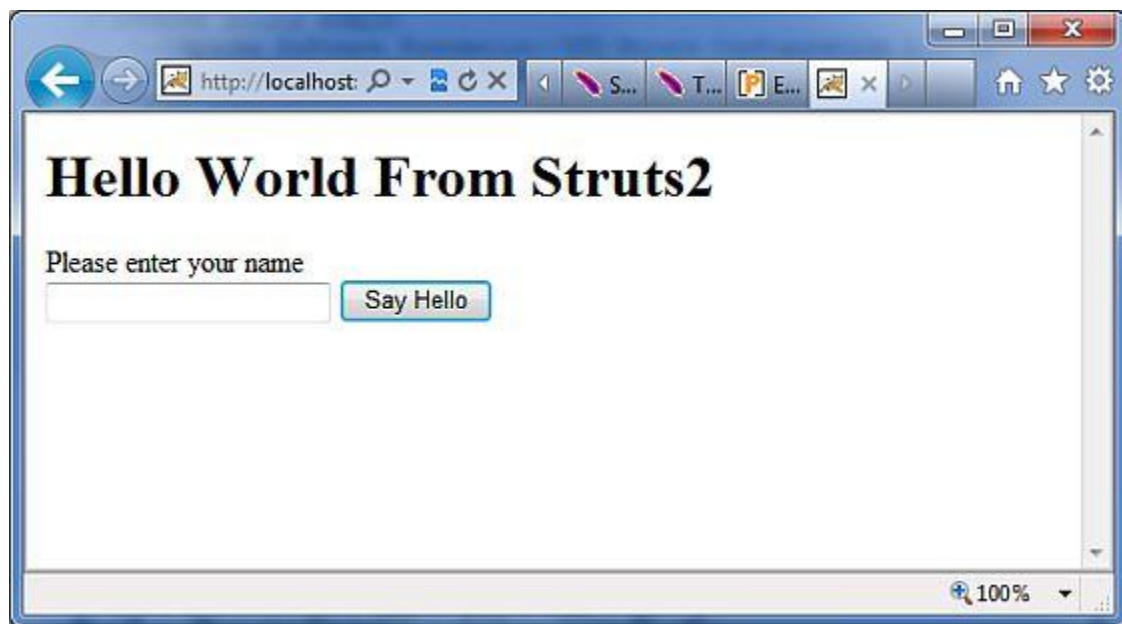 http://localhost:
S...
T...
E...
Hello World From Struts2
Please enter your name
Say Hello
100%